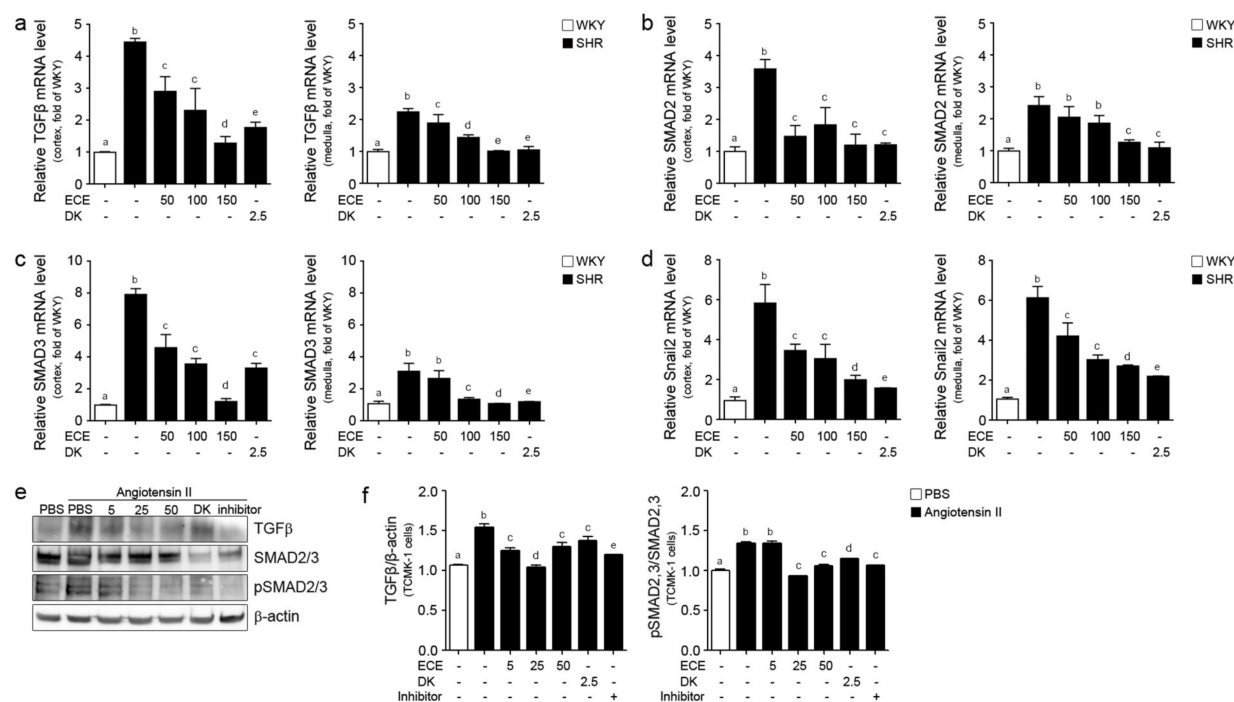 a
Relative TGFβ mRNA level
(cortex, fold of WKY)
5
4
3
2
1
0
a
b
c
c
d
e
ECE - - 50 100 150 -
DK - - - - - 2.5
Relative TGFβ mRNA level
(medulla, fold of WKY)
5
4
3
2
1
0
a
b
c
d
e
e
- - 50 100 150 -
- - - - - 2.5
WKY
SHR
b
Relative SMAD2 mRNA level
(cortex, fold of WKY)
5
4
3
2
1
0
a
b
c
c
c
c
ECE - - 50 100 150 -
DK - - - - - 2.5
Relative SMAD2 mRNA level
(medulla, fold of WKY)
5
4
3
2
1
0
a
b
b
b
c
c
- - 50 100 150 -
- - - - - 2.5
WKY
SHR
c
Relative SMAD3 mRNA level
(cortex, fold of WKY)
10
8
6
4
2
0
a
b
c
c
d
c
ECE - - 50 100 150 -
DK - - - - - 2.5
Relative SMAD3 mRNA level
(medulla, fold of WKY)
10
8
6
4
2
0
a
b
b
c
d
e
- - 50 100 150 -
- - - - - 2.5
WKY
SHR
d
Relative Snail2 mRNA level
(cortex, fold of WKY)
8
6
4
2
0
a
b
c
c
d
e
ECE - - 50 100 150 -
DK - - - - - 2.5
Relative Snail2 mRNA level
(medulla, fold of WKY)
8
6
4
2
0
a
b
c
c
d
e
- - 50 100 150 -
- - - - - 2.5
WKY
SHR
e
Angiotensin II
PBS PBS 5 25 50 DK inhibitor
TGFβ
SMAD2/3
pSMAD2/3
β-actin
f
TGFβ/β-actin
(TCMK-1 cells)
2.0
1.5
1.0
0.5
0.0
a
b
c
d
c
c
e
ECE - - 5 25 50 - -
DK - - - - - 2.5 -
Inhibitor - - - - - - +
pSMAD2,3/SMAD2,3
(TCMK-1 cells)
2.0
1.5
1.0
0.5
0.0
a
b
b
c
c
d
c
- - 5 25 50 - -
- - - - - 2.5 -
- - - - - - +
PBS
Angiotensin II